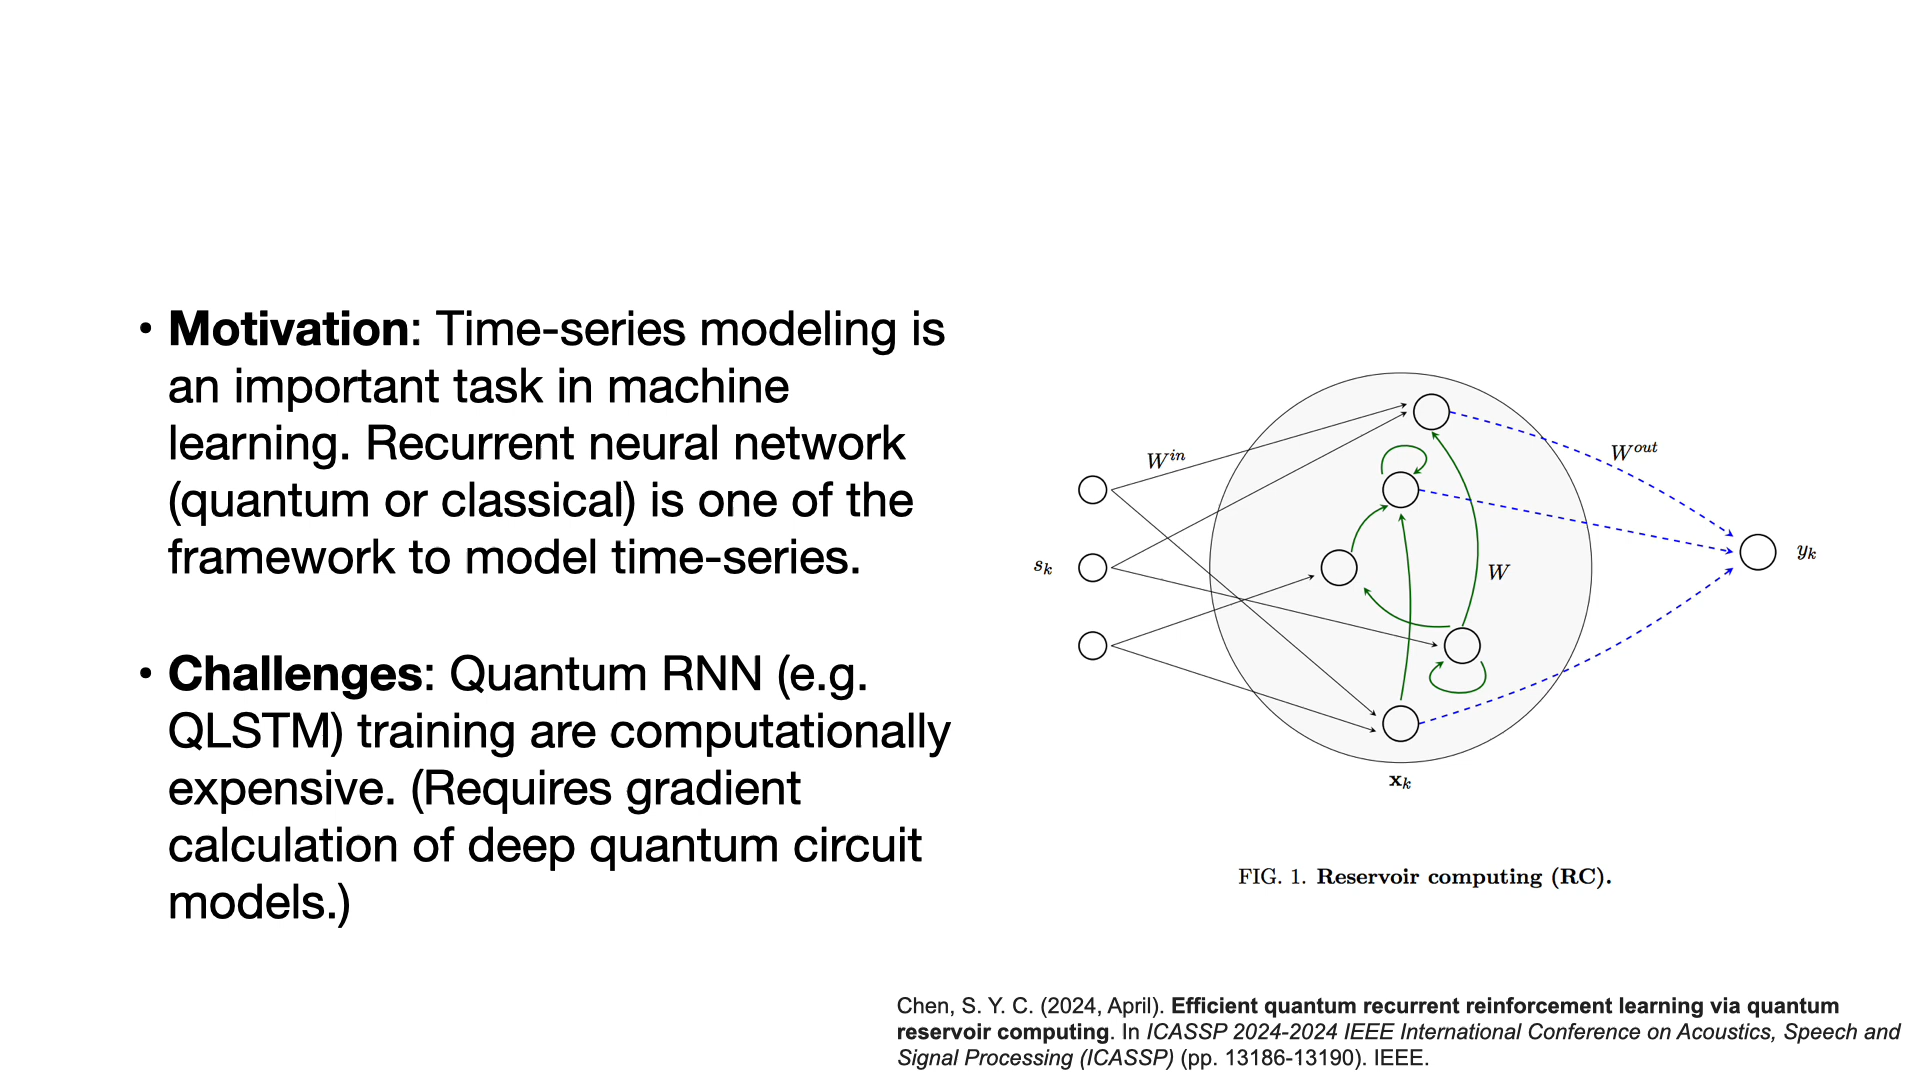 • Motivation: Time-series modeling is
an important task in machine
learning. Recurrent neural network
(quantum or classical) is one of the
framework to model time-series.
• Challenges: Quantum RNN (e.g.
QLSTM) training are computationally
expensive. (Requires gradient
calculation of deep quantum circuit
models.)
W^in
W^out
s_k
W
y_k
x_k
FIG. 1. Reservoir computing (RC).
Chen, S. Y. C. (2024, April). Efficient quantum recurrent reinforcement learning via quantum
reservoir computing. In ICASSP 2024-2024 IEEE International Conference on Acoustics, Speech and
Signal Processing (ICASSP) (pp. 13186-13190). IEEE.